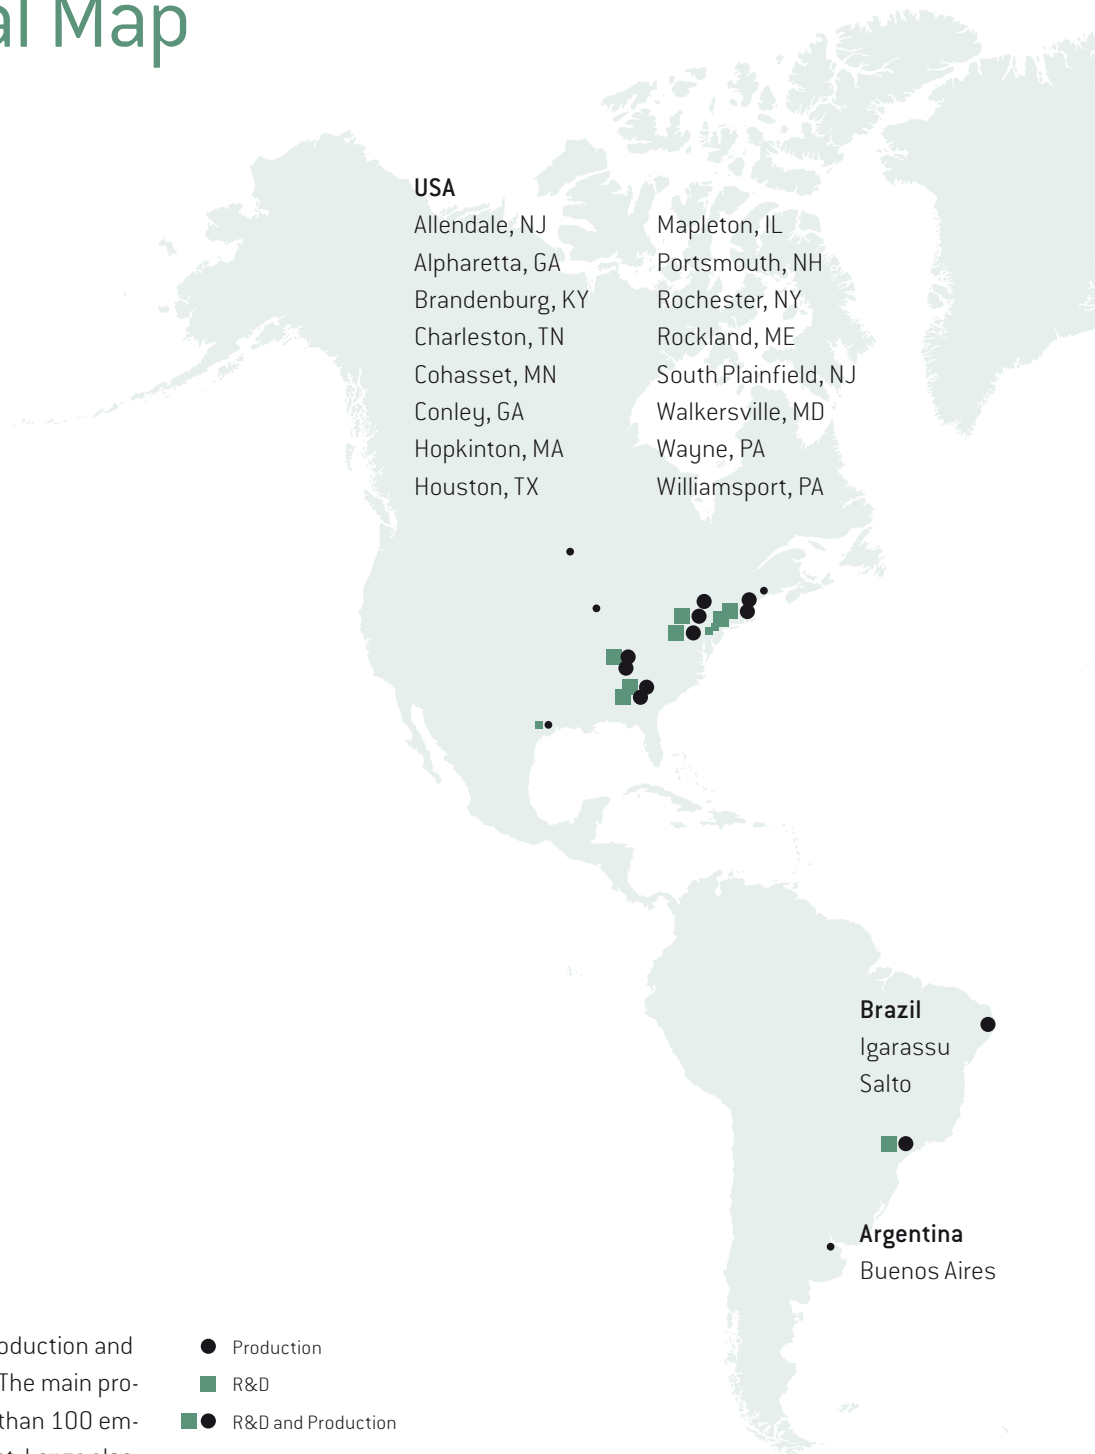 al Map
USA
Allendale, NJ
Alpharetta, GA
Brandenburg, KY
Charleston, TN
Cohasset, MN
Conley, GA
Hopkinton, MA
Houston, TX
Mapleton, IL
Portsmouth, NH
Rochester, NY
Rockland, ME
South Plainfield, NJ
Walkersville, MD
Wayne, PA
Williamsport, PA
Brazil
Igarassu
Salto
Argentina
Buenos Aires
oduction and
The main pro-
than 100 em-
Production
R&D
R&D and Production